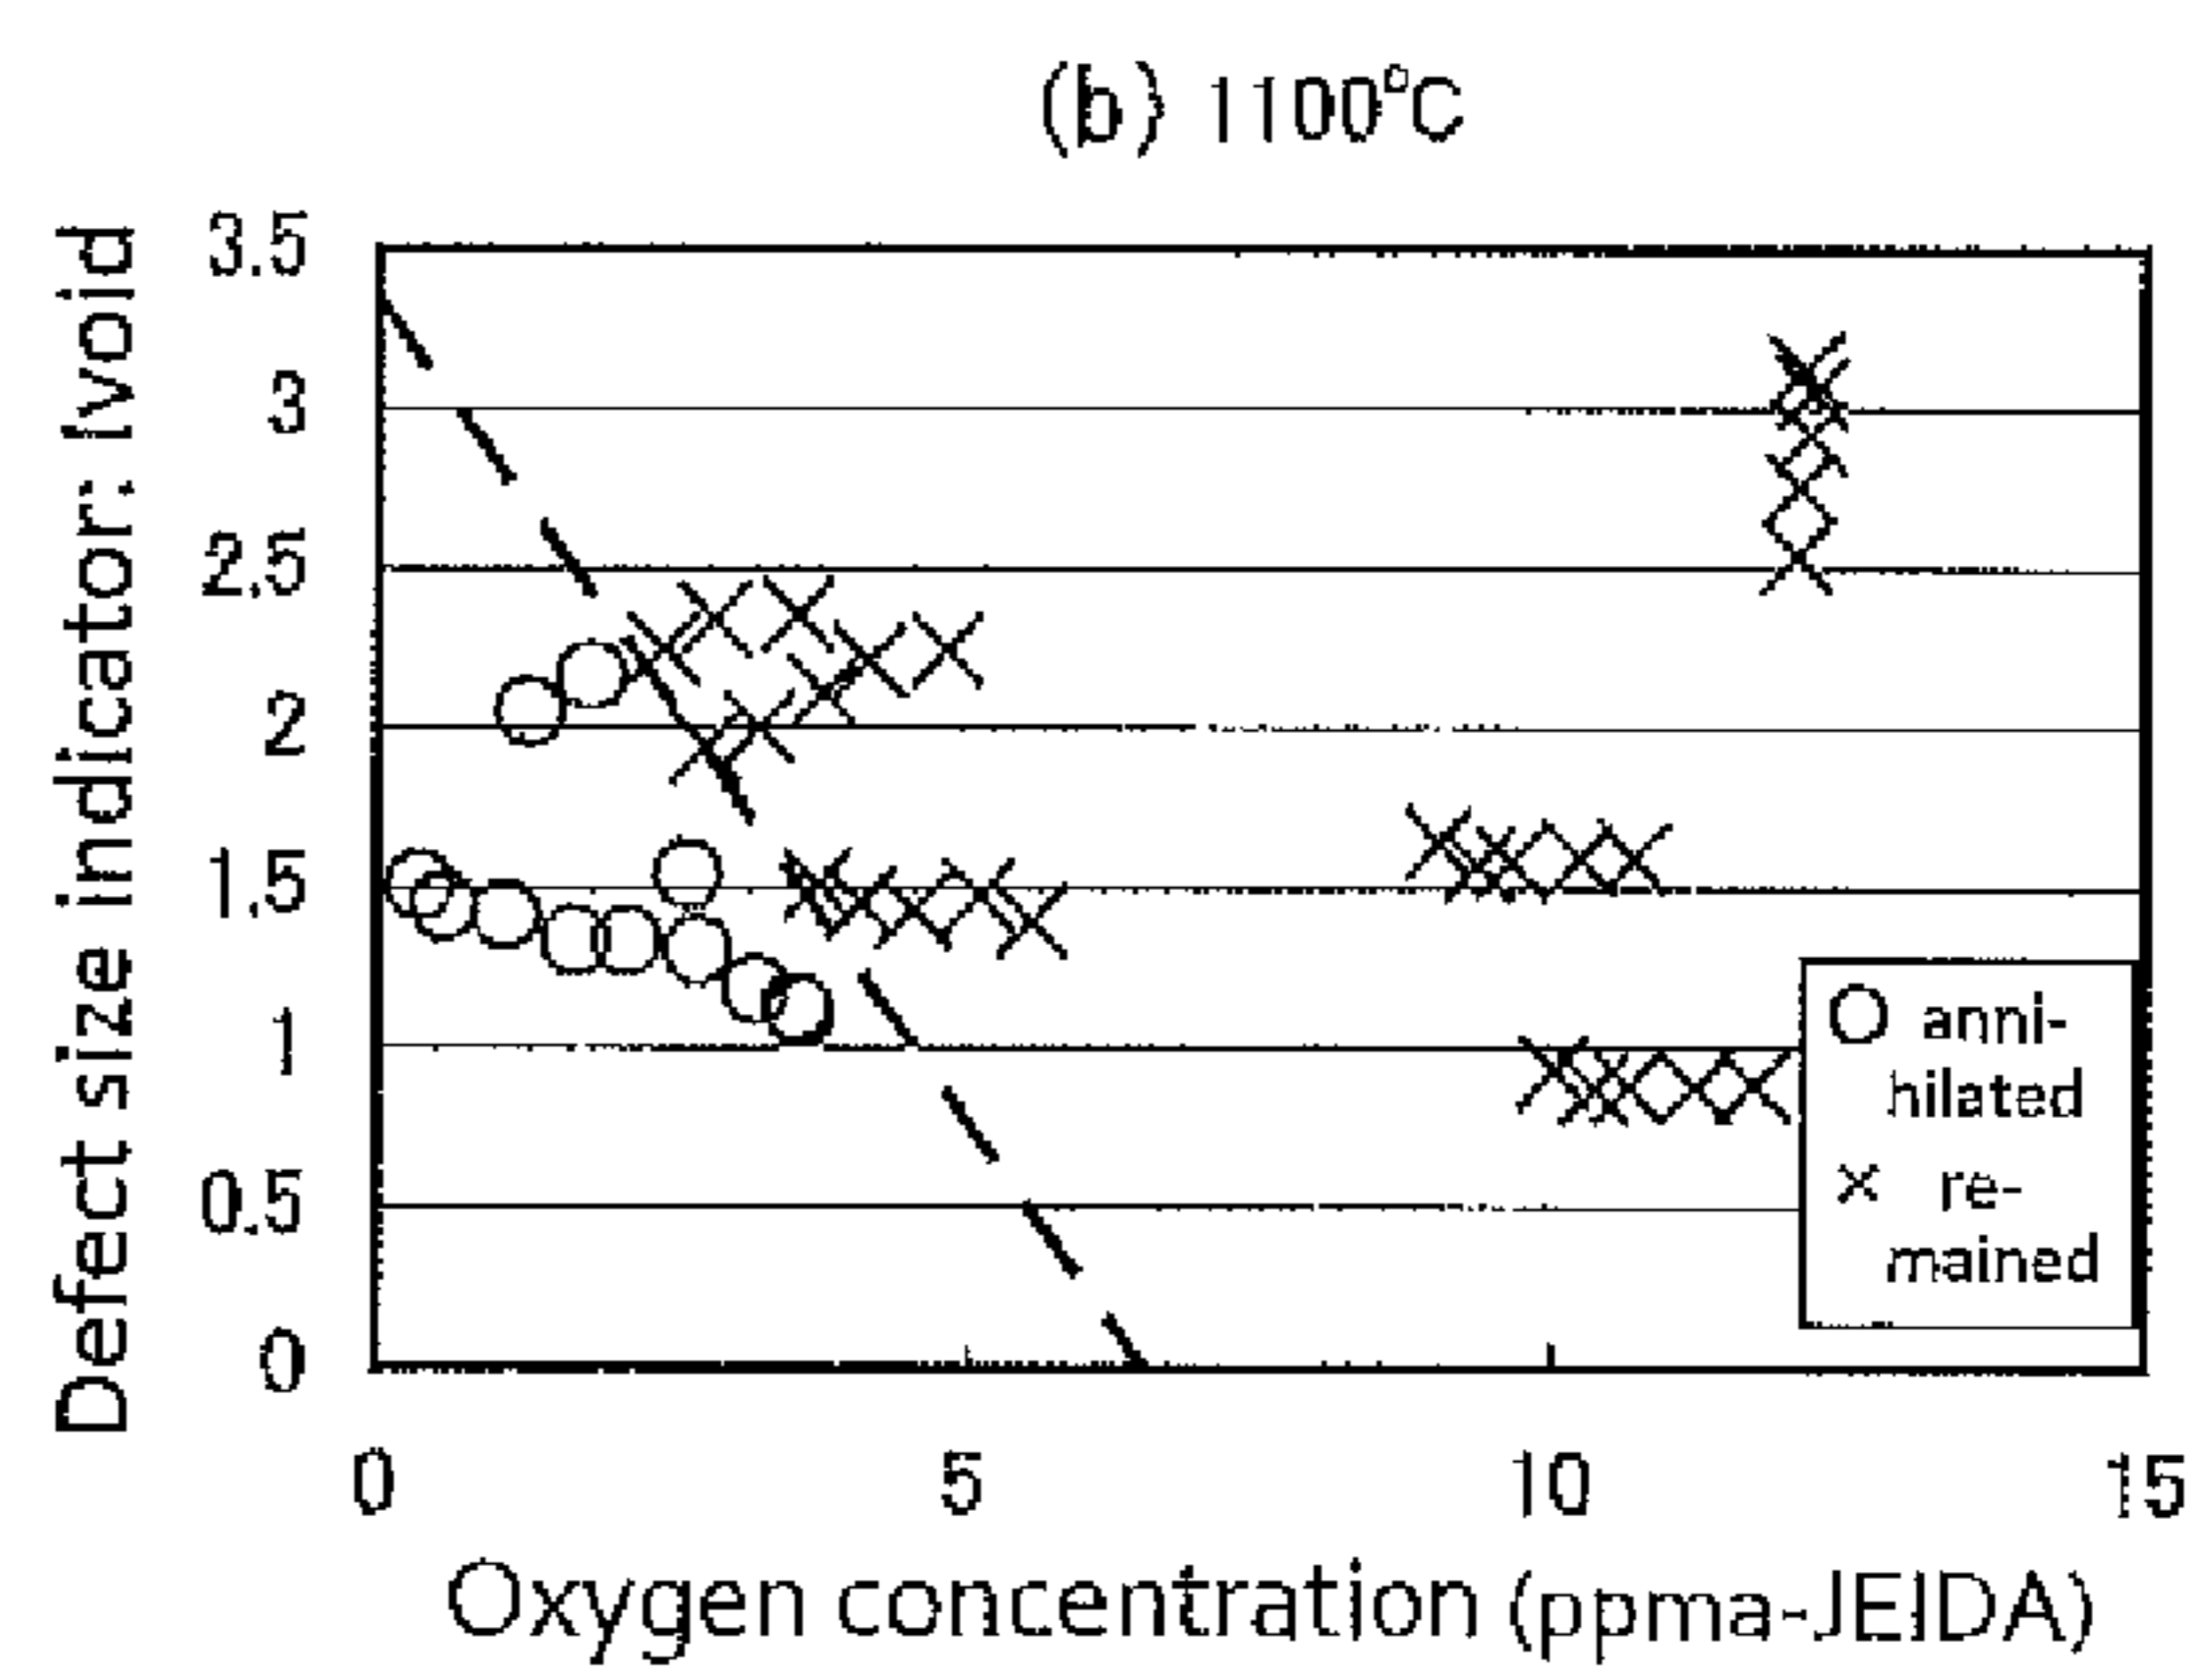 (b) 1100°C
Defect size indicator: lvoid
3.5
3
2.5
2
1.5
1
0.5
0
anni-
hilated
re-
mained
0
5
10
15
Oxygen concentration (ppma-JEIDA)